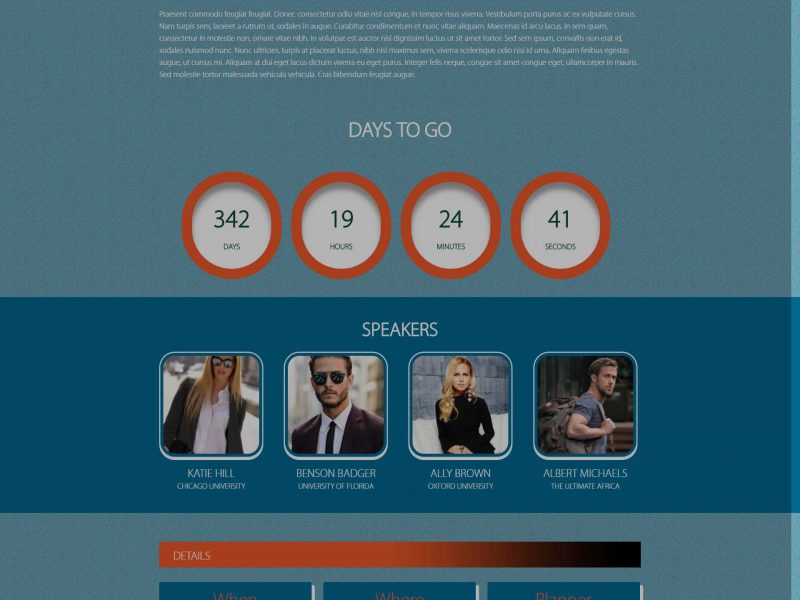 Praesent commodo feugiat feugiat. Donec consectetur odio vitae nisl congue, in tempor risus viverra. Vestibulum porta purus ac ex vulputate cursus.
Nam turpis sem, laoreet a rutrum ut, sodales in augue. Curabitur condimentum et nunc vitae aliquam. Maecenas id arcu lacus. In sem quam,
consectetur in molestie non, ornare vitae nibh. In volutpat est auctor nisl dignissim luctus ut sit amet tortor. Sed sem ipsum, convallis non erat id,
sodales euismod nunc. Nunc ultricies, turpis at placerat luctus, nibh nisl maximus sem, viverra scelerisque odio nisi id urna. Aliquam finibus egestas
augue, ut cursus mi. Aliquam at dui eget lacus dictum viverra eu eget purus. Integer felis neque, congue sit amet congue eget, ullamcorper in mauris.
Sed molestie tortor malesuada vehicula vehicula. Cras bibendum feugiat augue.
DAYS TO GO
342 19 24 41
DAYS HOURS MINUTES SECONDS
SPEAKERS
KATIE HILL BENSON BADGER ALLY BROWN ALBERT MICHAELS
CHICAGO UNIVERSITY UNIVERSITY OF FLORIDA OXFORD UNIVERSITY THE ULTIMATE AFRICA
DETAILS
When Where Planner